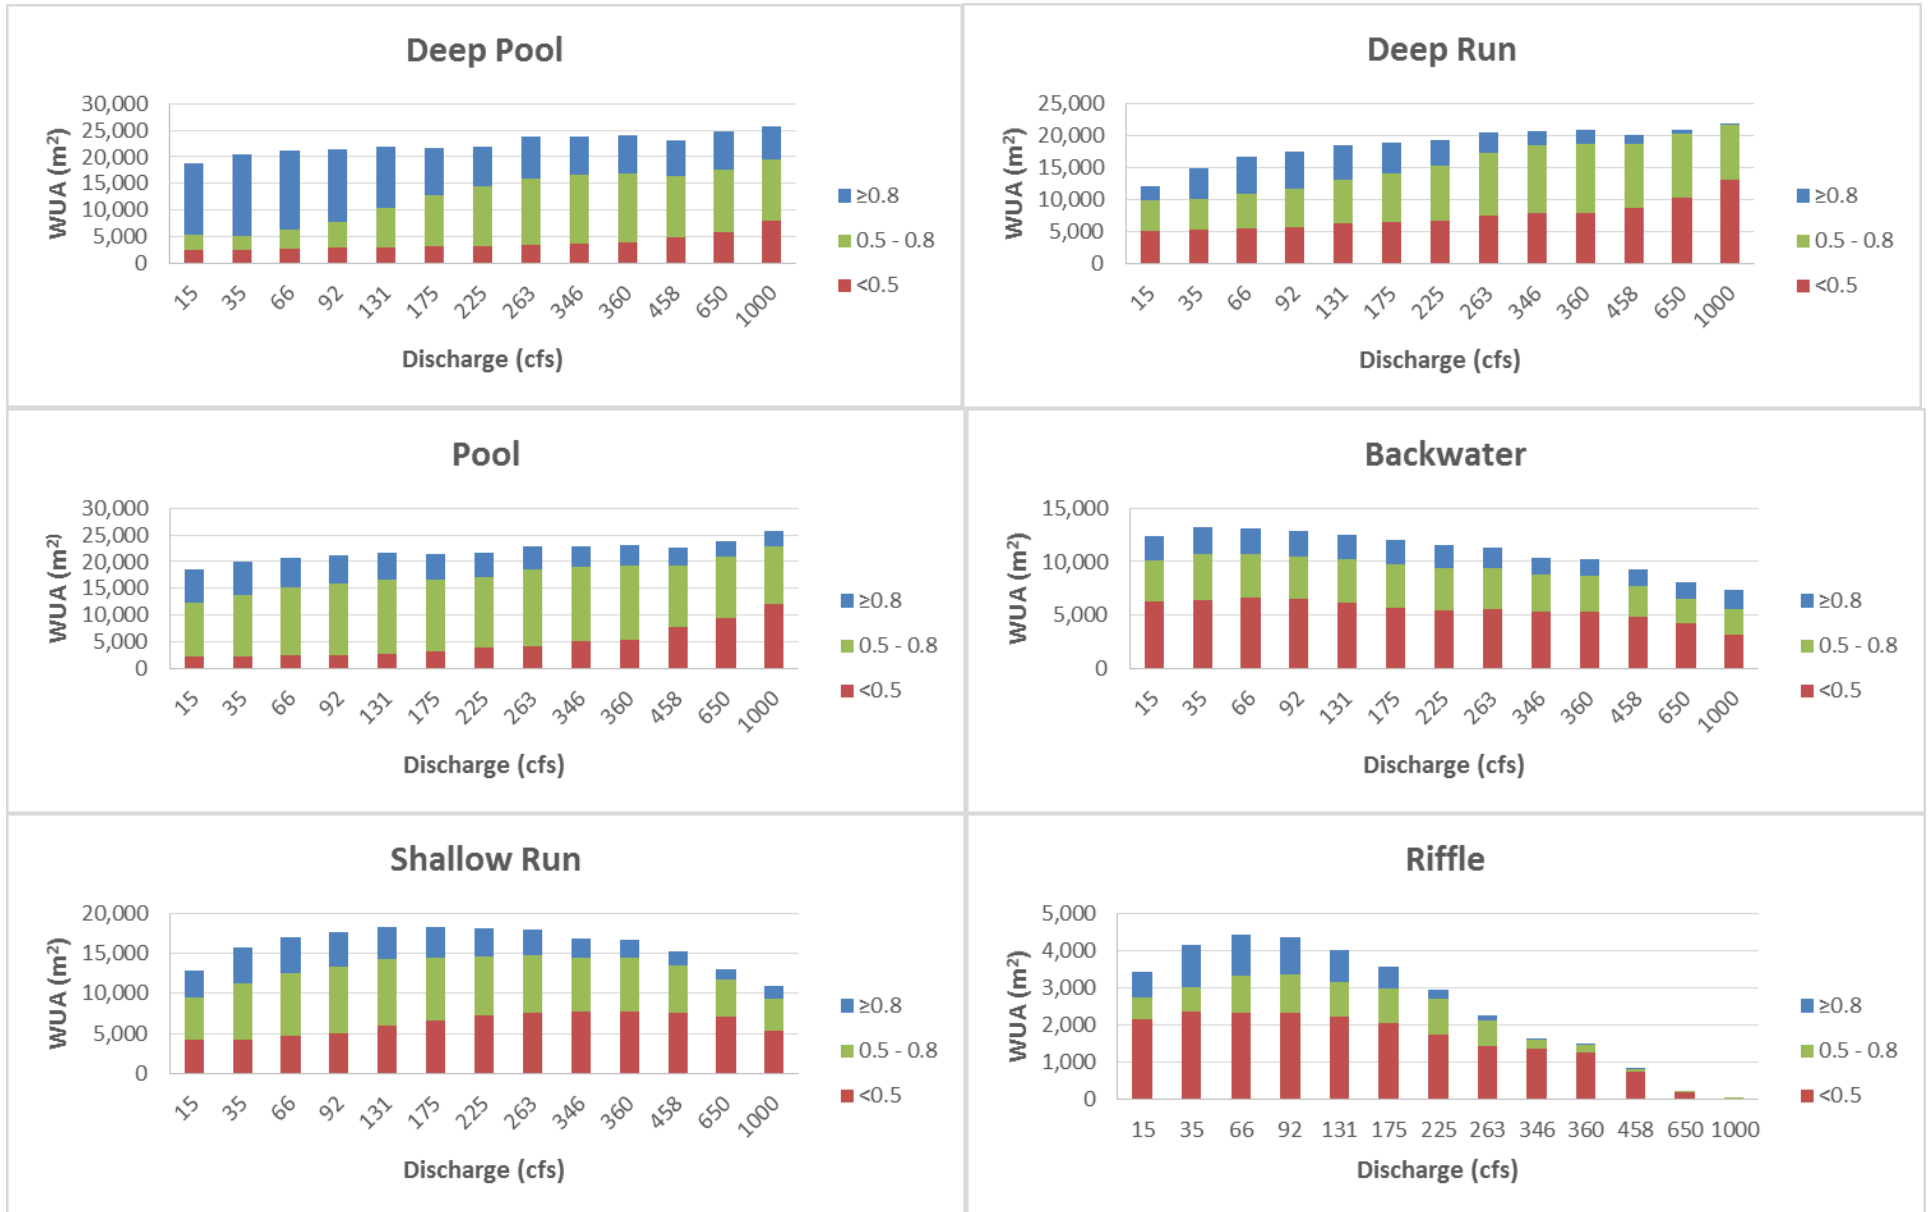 Deep Pool
30,000
25,000
20,000
15,000
10,000
5,000
0
WUA (m²)
15 35 66 92 131 175 225 263 346 360 458 650 1000
Discharge (cfs)
≥0.8
0.5 - 0.8
<0.5
Deep Run
25,000
20,000
15,000
10,000
5,000
0
WUA (m²)
15 35 66 92 131 175 225 263 346 360 458 650 1000
Discharge (cfs)
≥0.8
0.5 - 0.8
<0.5
Pool
30,000
25,000
20,000
15,000
10,000
5,000
0
WUA (m²)
15 35 66 92 131 175 225 263 346 360 458 650 1000
Discharge (cfs)
≥0.8
0.5 - 0.8
<0.5
Backwater
15,000
10,000
5,000
0
WUA (m²)
15 35 66 92 131 175 225 263 346 360 458 650 1000
Discharge (cfs)
≥0.8
0.5 - 0.8
<0.5
Shallow Run
20,000
15,000
10,000
5,000
0
WUA (m²)
15 35 66 92 131 175 225 263 346 360 458 650 1000
Discharge (cfs)
≥0.8
0.5 - 0.8
<0.5
Riffle
5,000
4,000
3,000
2,000
1,000
0
WUA (m²)
15 35 66 92 131 175 225 263 346 360 458 650 1000
Discharge (cfs)
≥0.8
0.5 - 0.8
<0.5